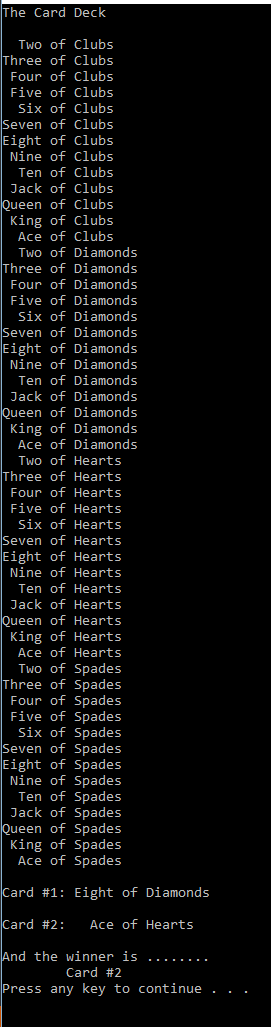 The Card Deck
Two of Clubs
Three of Clubs
Four of Clubs
Five of Clubs
Six of Clubs
Seven of Clubs
Eight of Clubs
Nine of Clubs
Ten of Clubs
Jack of Clubs
Queen of Clubs
King of Clubs
Ace of Clubs
Two of Diamonds
Three of Diamonds
Four of Diamonds
Five of Diamonds
Six of Diamonds
Seven of Diamonds
Eight of Diamonds
Nine of Diamonds
Ten of Diamonds
Jack of Diamonds
Queen of Diamonds
King of Diamonds
Ace of Diamonds
Two of Hearts
Three of Hearts
Four of Hearts
Five of Hearts
Six of Hearts
Seven of Hearts
Eight of Hearts
Nine of Hearts
Ten of Hearts
Jack of Hearts
Queen of Hearts
King of Hearts
Ace of Hearts
Two of Spades
Three of Spades
Four of Spades
Five of Spades
Six of Spades
Seven of Spades
Eight of Spades
Nine of Spades
Ten of Spades
Jack of Spades
Queen of Spades
King of Spades
Ace of Spades
Card #1: Eight of Diamonds
Card #2:   Ace of Hearts
And the winner is ........
Card #2
Press any key to continue . . .